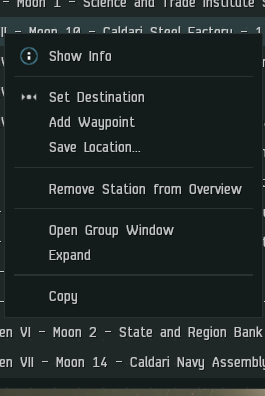 - Moon 1 - Science and Trade Institute S
- Moon 10 - Caldari Steel Factory - 1
Show Info
Set Destination
Add Waypoint
Save Location...
Remove Station from Overview
Open Group Window
Expand
Copy
en VI - Moon 2 - State and Region Bank
en VII - Moon 14 - Caldari Navy Assembly